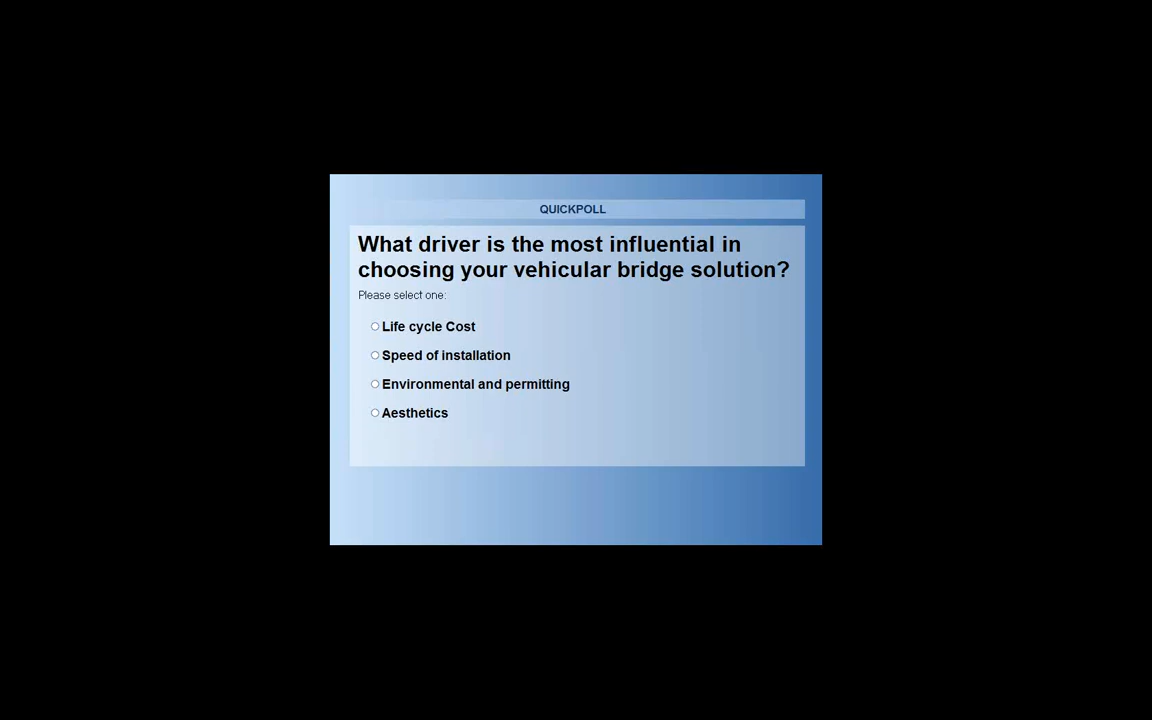 QUICKPOLL
What driver is the most influential in
choosing your vehicular bridge solution?
Please select one:
Life cycle Cost
Speed of installation
Environmental and permitting
Aesthetics